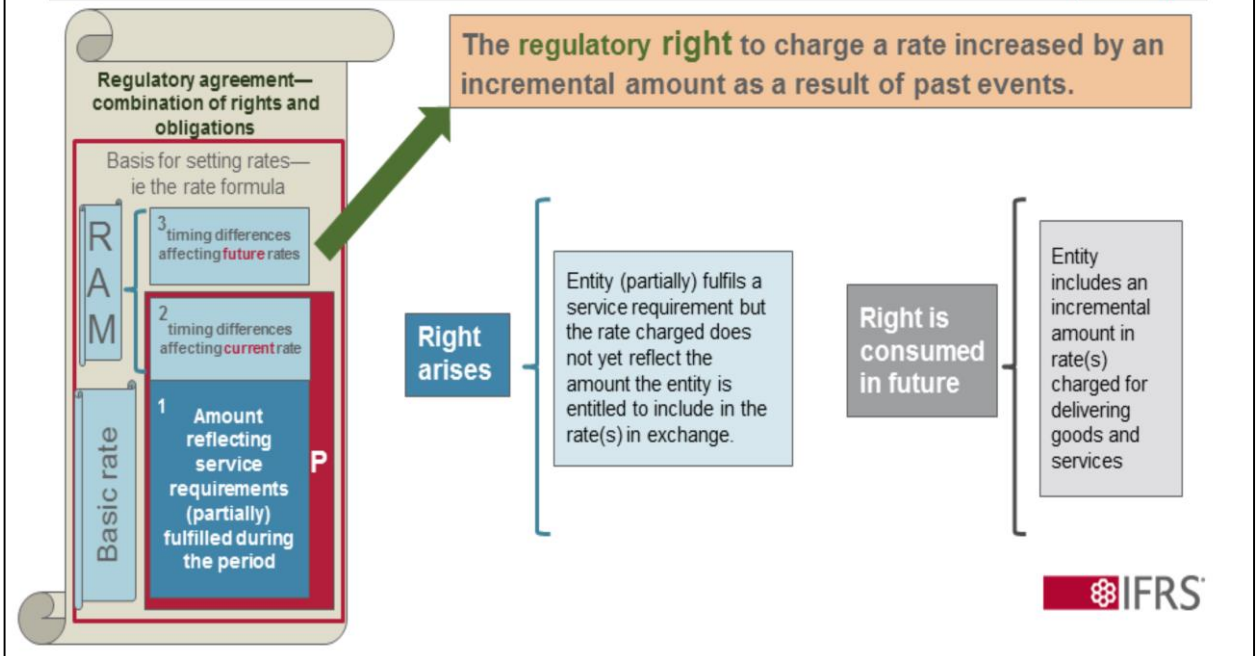 The regulatory right to charge a rate increased by an
incremental amount as a result of past events.
Regulatory agreement—
combination of rights and
obligations
Basis for setting rates—
ie the rate formula
R
A
M
3
timing differences
affecting future rates
2
timing differences
affecting current rate
Basic rate
1
Amount
reflecting
service
requirements
(partially)
fulfilled during
the period
P
Right
arises
Entity (partially) fulfils a
service requirement but
the rate charged does
not yet reflect the
amount the entity is
entitled to include in the
rate(s) in exchange.
Right is
consumed
in future
Entity
includes an
incremental
amount in
rate(s)
charged for
delivering
goods and
services
IFRS